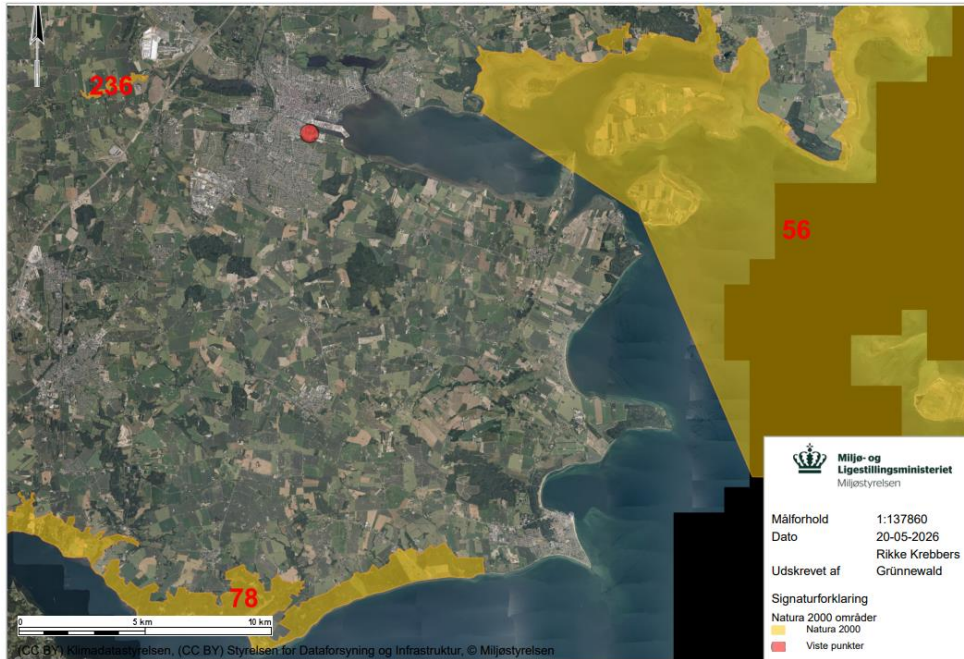 236
56
78
0 5 km 10 km
(CC BY) Klimadatastyrelsen, (CC BY) Styrelsen for Dataforsyning og Infrastruktur, © Miljøstyrelsen
Miljø- og
Ligestillingsministeriet
Miljøstyrelsen
Målforhold 1:137860
Dato 20-05-2026
Rikke Krebbers
Udskrevet af Grünnewald
Signaturforklaring
Natura 2000 områder
Natura 2000
Viste punkter